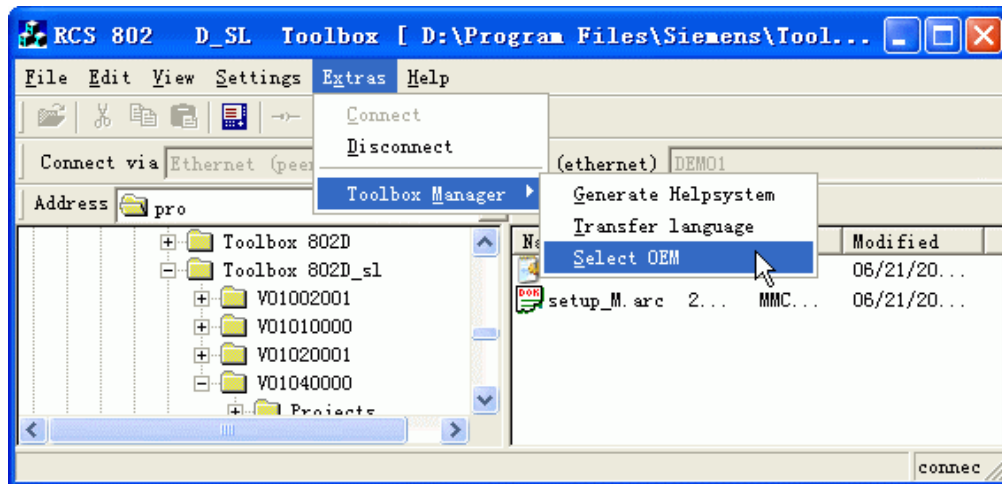 RCS 802 D_SL Toolbox [ D:\Program Files\Siemens\Tool...
File Edit View Settings Extras Help
Connect
Disconnect
Toolbox Manager
Generate Helpsystem
Transfer language
Select OEM
Connect via Ethernet (peer (ethernet) DEMO1
Address pro
Toolbox 802D
Toolbox 802D_sl
V01002001
V01010000
V01020001
V01040000
Projects
Modified
06/21/20...
setup_M.arc 2... MMC... 06/21/20...
connec